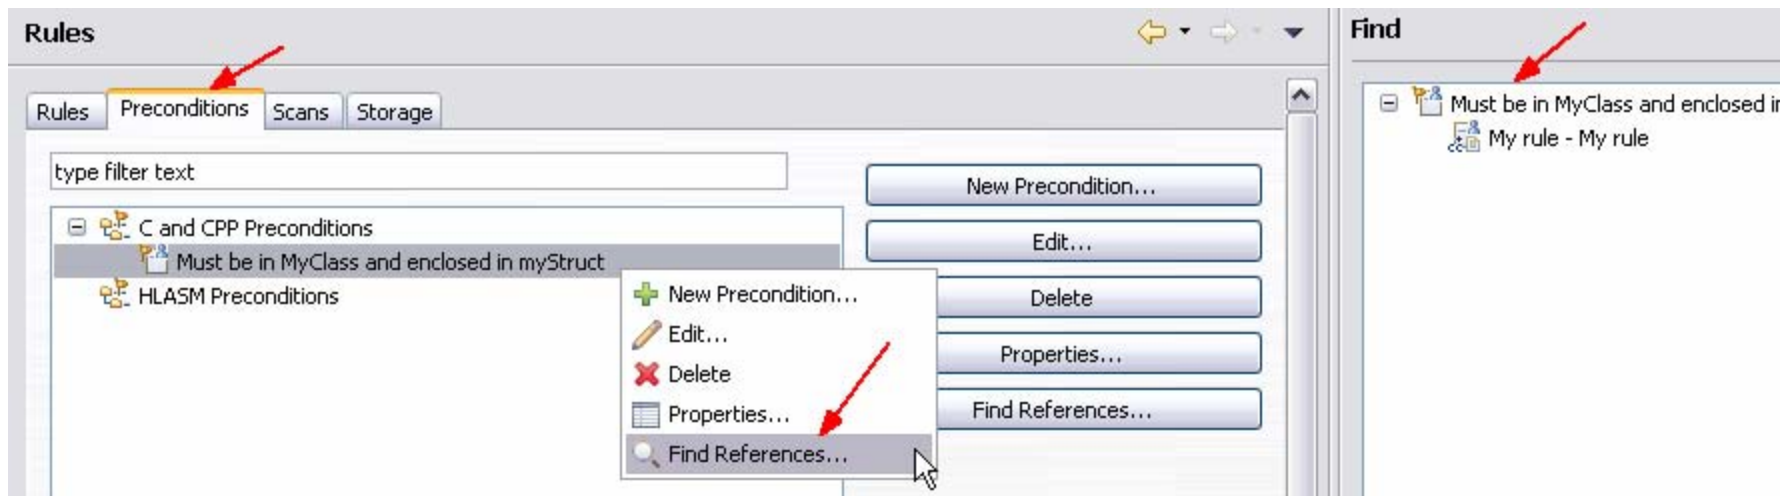 Rules
Rules Preconditions Scans Storage
type filter text
C and CPP Preconditions
Must be in MyClass and enclosed in myStruct
HLASM Preconditions
New Precondition...
Edit...
Delete
Properties...
Find References...
New Precondition...
Edit...
Delete
Properties...
Find References...
Find
Must be in MyClass and enclosed in
My rule - My rule